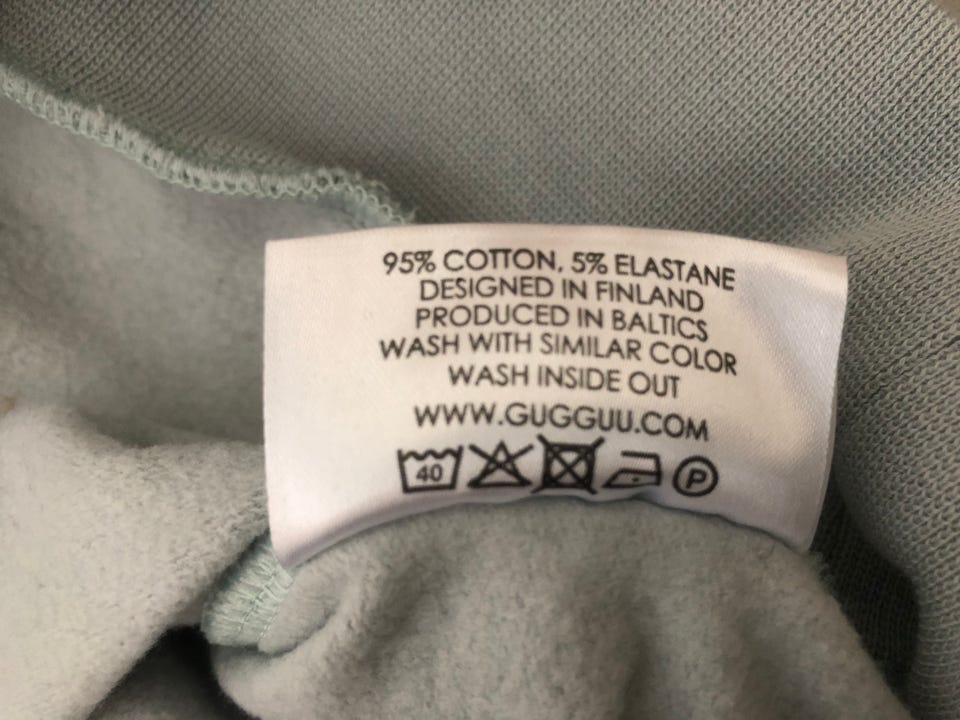 95% COTTON, 5% ELASTANE
DESIGNED IN FINLAND
PRODUCED IN BALTICS
WASH WITH SIMILAR COLOR
WASH INSIDE OUT
WWW.GUGGUU.COM
40 P